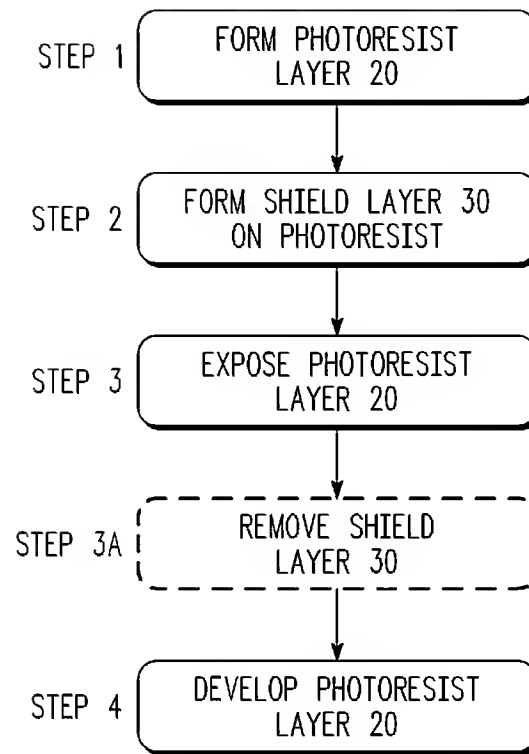 STEP 1
FORM PHOTORESIST
LAYER 20
STEP 2
FORM SHIELD LAYER 30
ON PHOTORESIST
STEP 3
EXPOSE PHOTORESIST
LAYER 20
STEP 3A
REMOVE SHIELD
LAYER 30
STEP 4
DEVELOP PHOTORESIST
LAYER 20